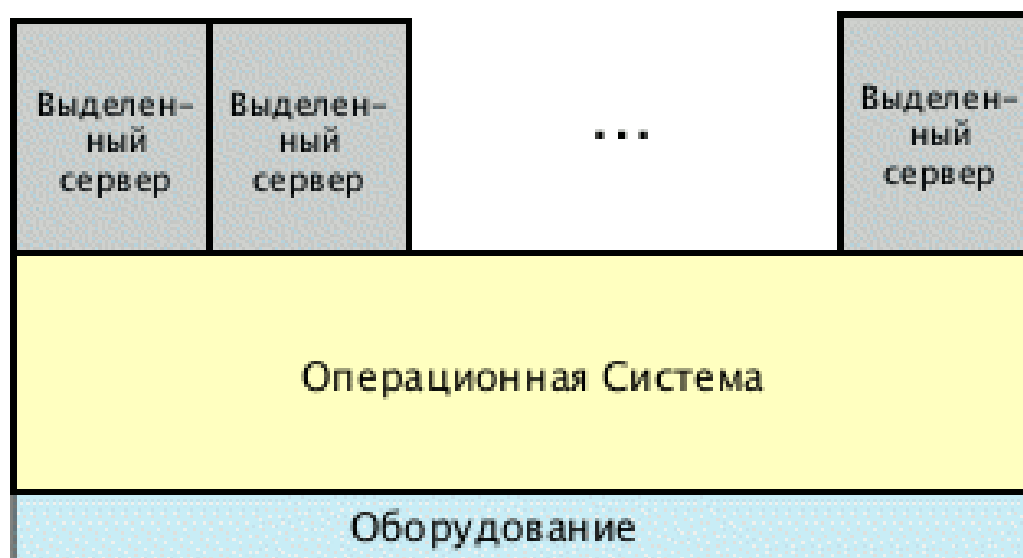 Выделен-
ный
сервер
Выделен-
ный
сервер
...
Выделен-
ный
сервер
Операционная Система
Оборудование